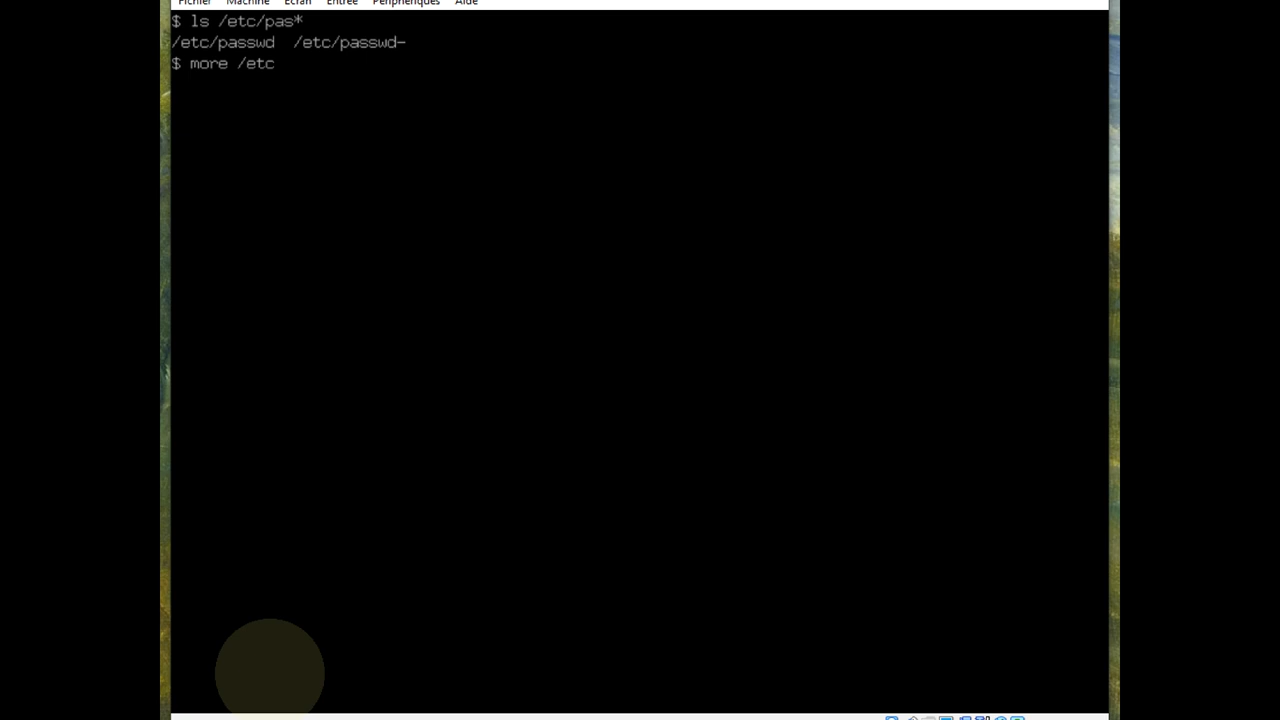 Fichier Machine Écran Entrée Périphériques Aide
$ ls /etc/pas*
/etc/passwd /etc/passwd-
$ more /etc